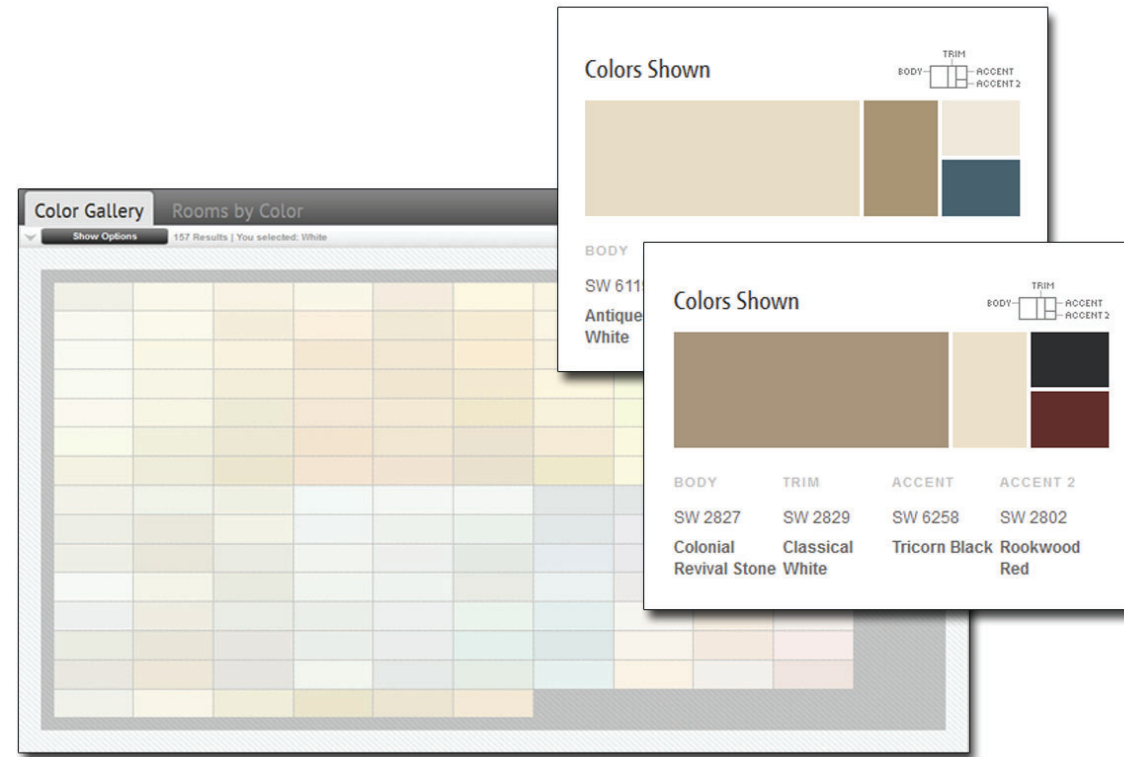 Colors Shown
TRIM
BODY
ACCENT
ACCENT 2
BODY
SW 611
Antique
White
Color Gallery
Rooms by Color
Show Options
157 Results | You selected: White
Colors Shown
TRIM
BODY
ACCENT
ACCENT 2
BODY TRIM ACCENT ACCENT 2
SW 2827 SW 2829 SW 6258 SW 2802
Colonial Classical Tricorn Black Rookwood
Revival Stone White Red